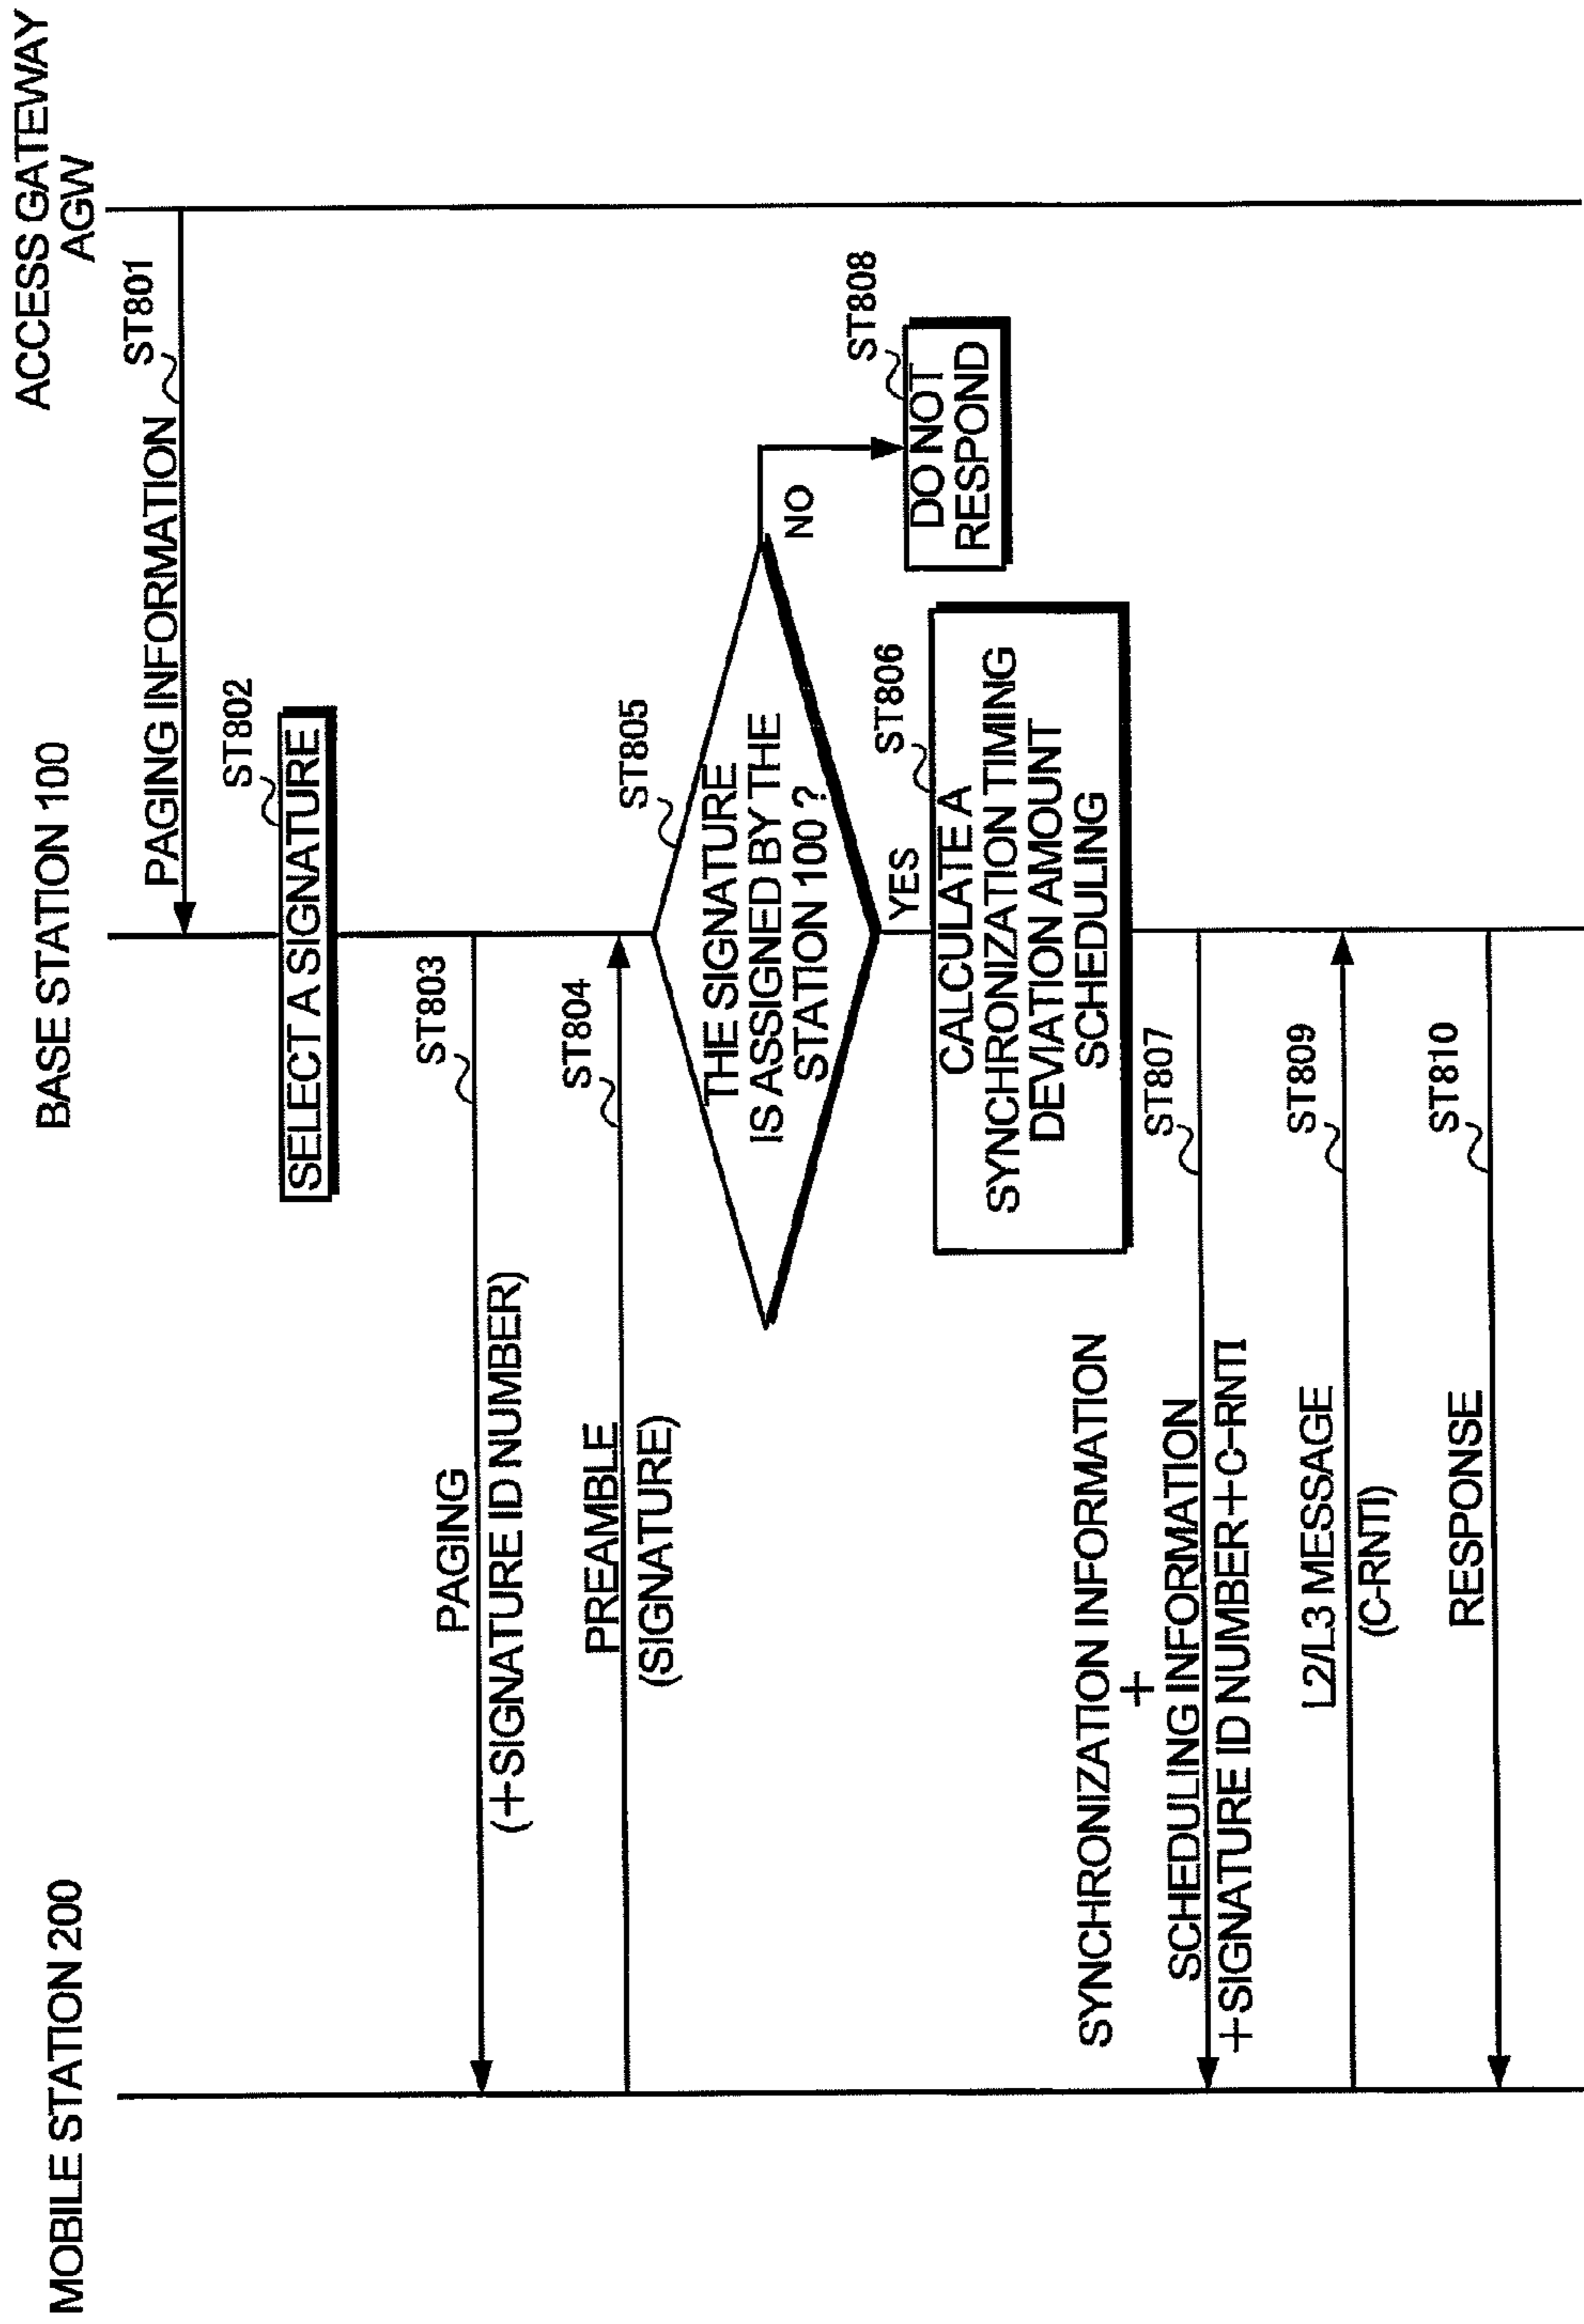 MOBILE STATION 200
BASE STATION 100
ACCESS GATEWAY
AGW
PAGING INFORMATION
ST801
ST802
SELECT A SIGNATURE
ST803
PAGING
(+SIGNATURE ID NUMBER)
ST804
PREAMBLE
(SIGNATURE)
ST805
THE SIGNATURE
IS ASSIGNED BY THE
STATION 100 ?
NO
ST808
DO NOT
RESPOND
YES
ST806
CALCULATE A
SYNCHRONIZATION TIMING
DEVIATION AMOUNT
SCHEDULING
ST807
SYNCHRONIZATION INFORMATION
+
SCHEDULING INFORMATION
+SIGNATURE ID NUMBER+C-RNTI
ST809
L2/L3 MESSAGE
(C-RNTI)
ST810
RESPONSE